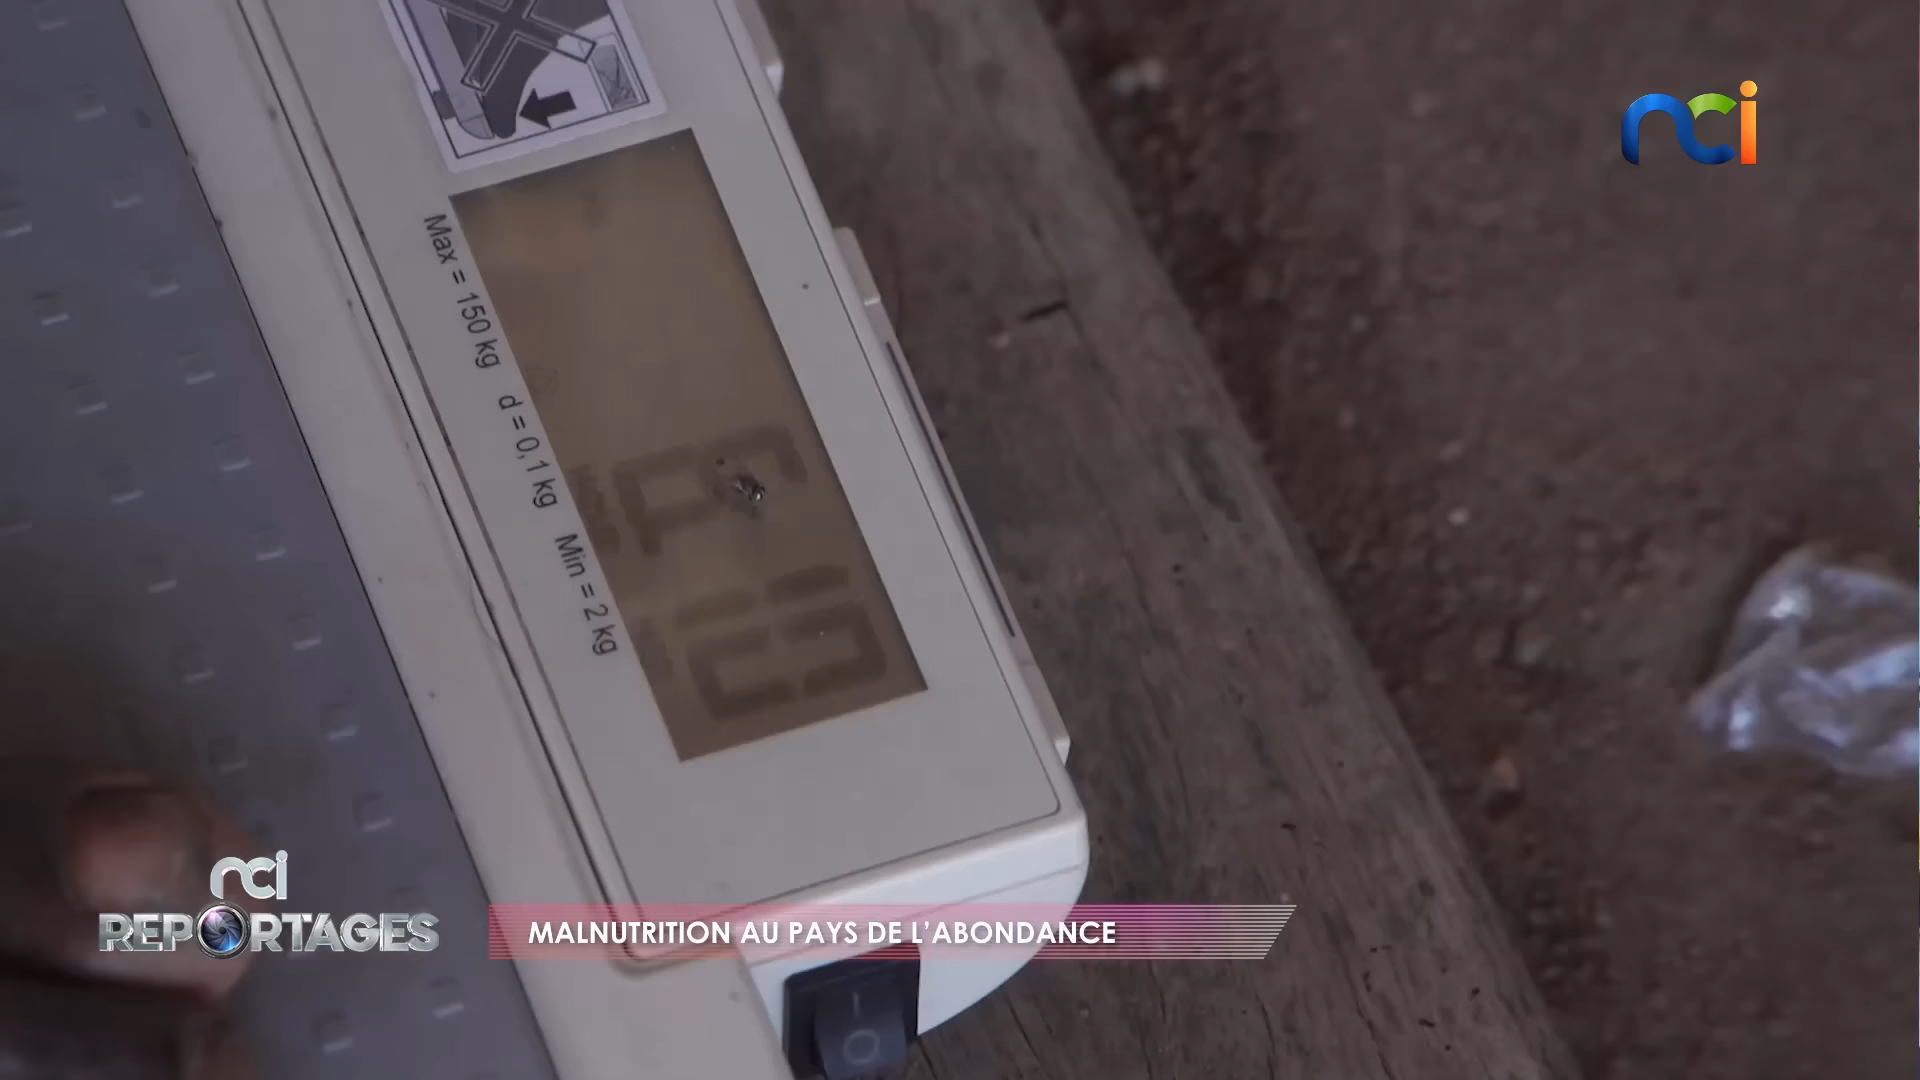 nci
Max = 150 kg d = 0,1 kg Min = 2 kg
nci
REPORTAGES
MALNUTRITION AU PAYS DE L'ABONDANCE